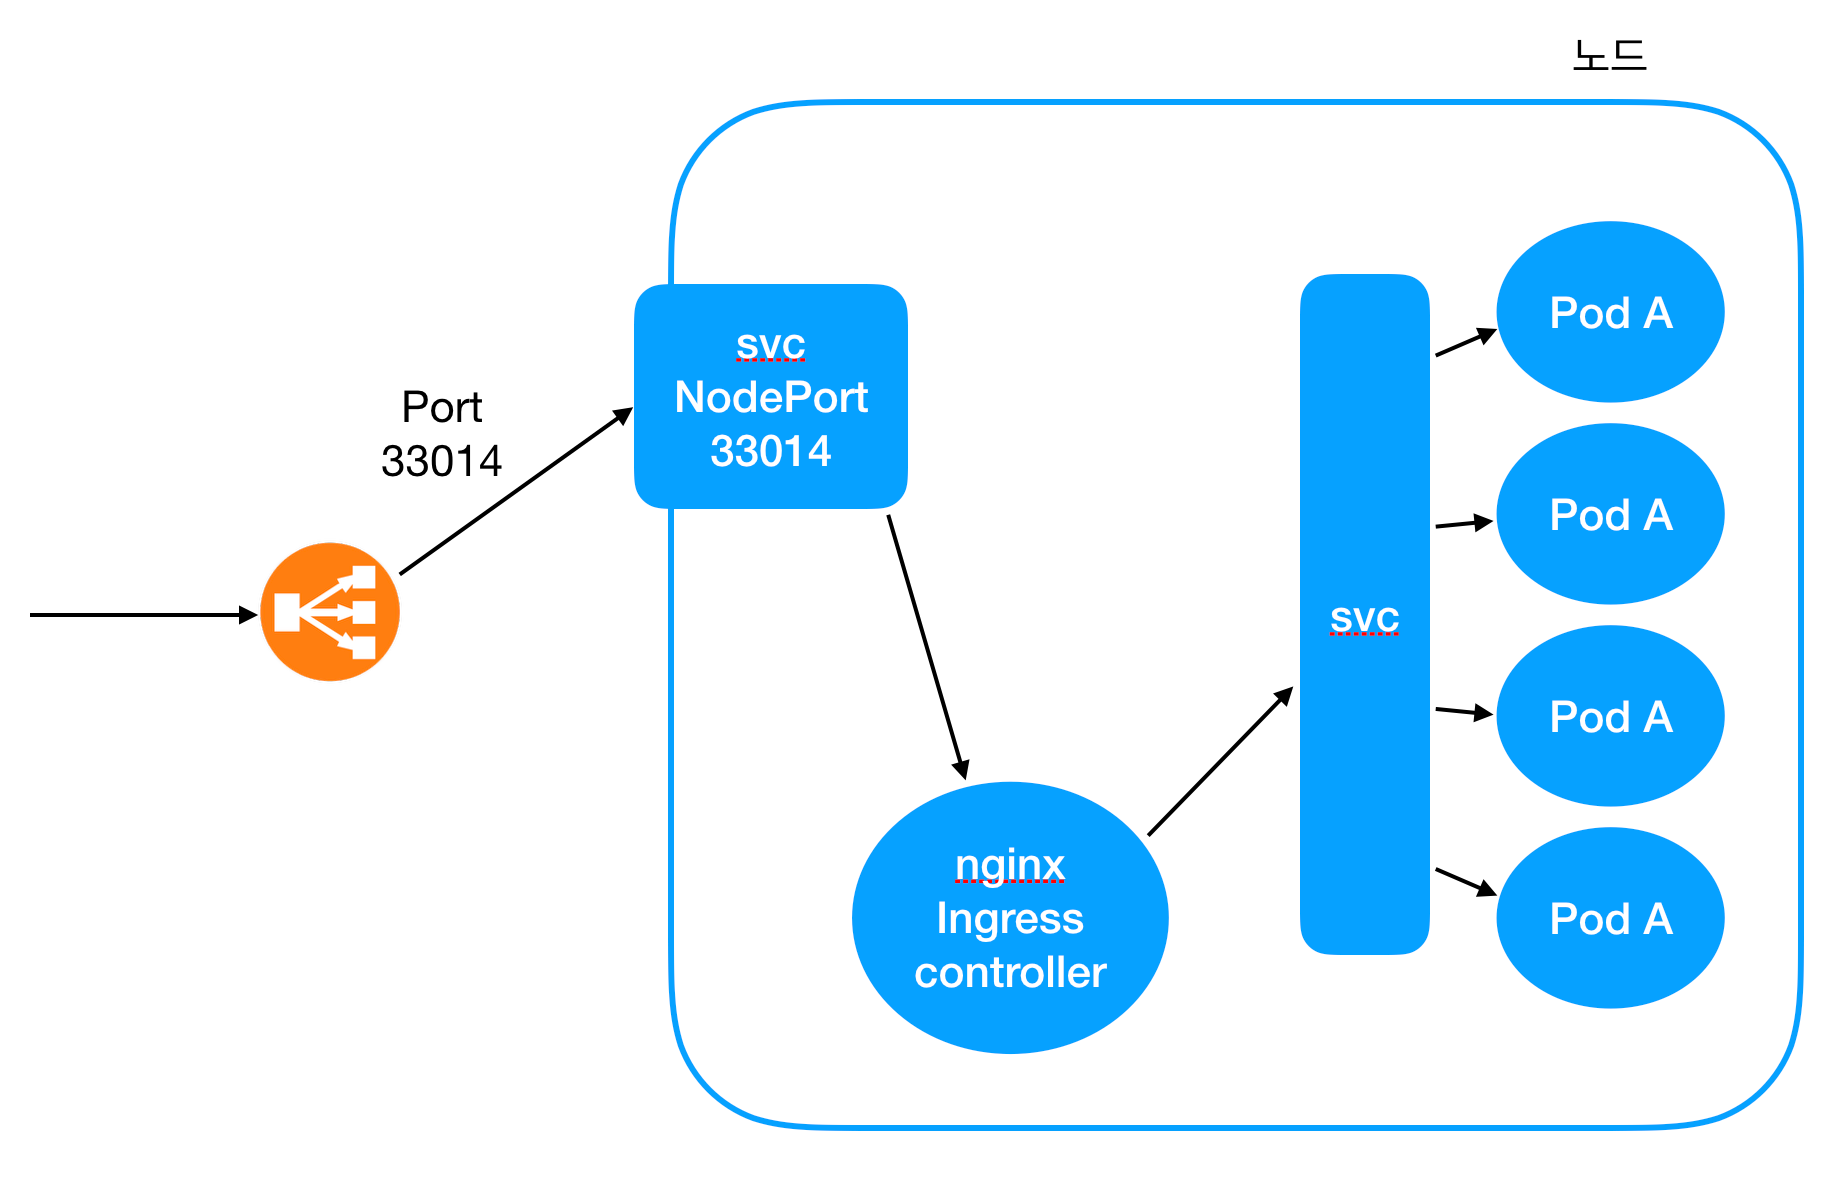 노드
Port
33014
svc
NodePort
33014
nginx
Ingress
controller
svc
Pod A
Pod A
Pod A
Pod A